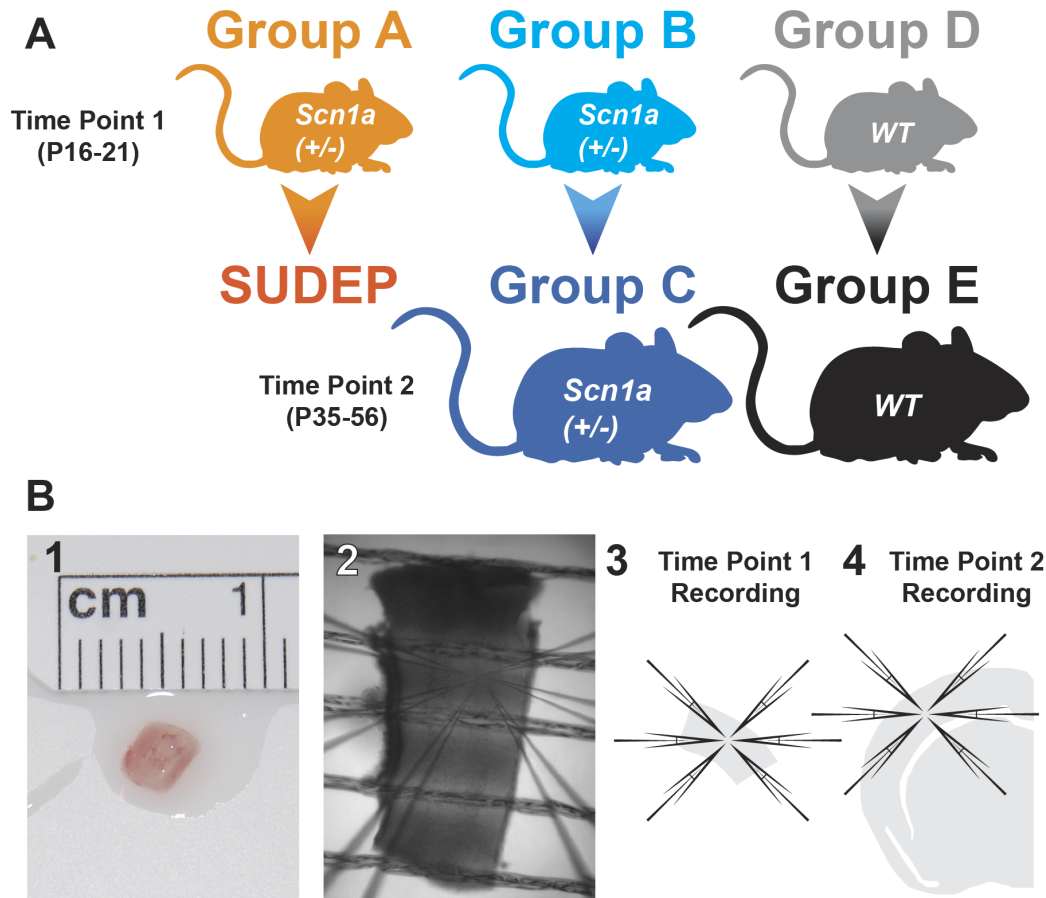 A
Group A
Group B
Group D
Time Point 1
(P16-21)
Scn1a
(+/-)
Scn1a
(+/-)
WT
SUDEP
Group C
Group E
Time Point 2
(P35-56)
Scn1a
(+/-)
WT
B
1
cm 1
2
3
Time Point 1
Recording
4
Time Point 2
Recording